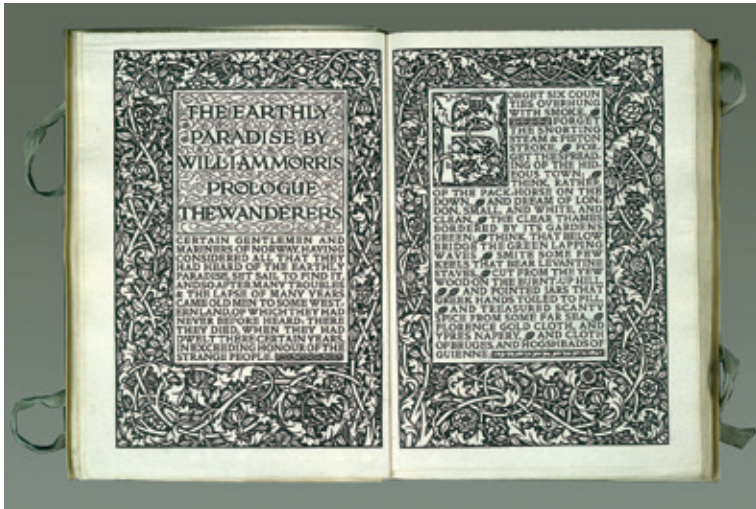 THE EARTHLY
PARADISE BY
WILLIAM MORRIS
PROLOGUE
THE WANDERERS
CERTAIN GENTLEMEN AND
MARINERS OF NORWAY, HAVING
CONSIDERED ALL THAT THEY
HAD HEARD OF THE EARTHLY
PARADISE, SET SAIL TO FIND IT,
AND SO AFTER MANY TROUBLES
& THE LAPSE OF MANY YEARS
CAME OLD MEN TO SOME WEST-
ERN LAND, OF WHICH THEY HAD
NEVER BEFORE HEARD: THERE
THEY DIED, WHEN THEY HAD
DWELT THERE CERTAIN YEARS,
IN EXCEEDING HONOUR OF THE
STRANGE PEOPLE.
FORGET SIX COUN
TIES OVERHUNG
WITH SMOKE,
FORGET
THE SNORTING
STEAM & PISTON
STROKE, FOR-
GET THE SPREAD-
ING OF THE HID-
EOUS TOWN;
THINK, RATHER,
OF THE PACK-HORSE ON THE
DOWN, AND DREAM OF LON-
DON, SMALL, AND WHITE, AND
CLEAN, THE CLEAR THAMES
BORDERED BY ITS GARDENS
GREEN; THINK, THAT BELOW
BRIDGE THE GREEN LAPPING
WAVES SMITE SOME FEW
KEELS THAT BEAR LEVANTINE
STAVES, CUT FROM THE YEW
WOOD ON THE BURNT-UP HILL,
AND POINTED JARS THAT
GREEK HANDS TOILED TO FILL,
AND TREASURED SCANTY
SPICE FROM SOME FAR SEA,
FLORENCE GOLD CLOTH, AND
YPRES NAPERY, AND CLOTH
OF BRUGES, AND HOGSHEADS OF
GUIENNE